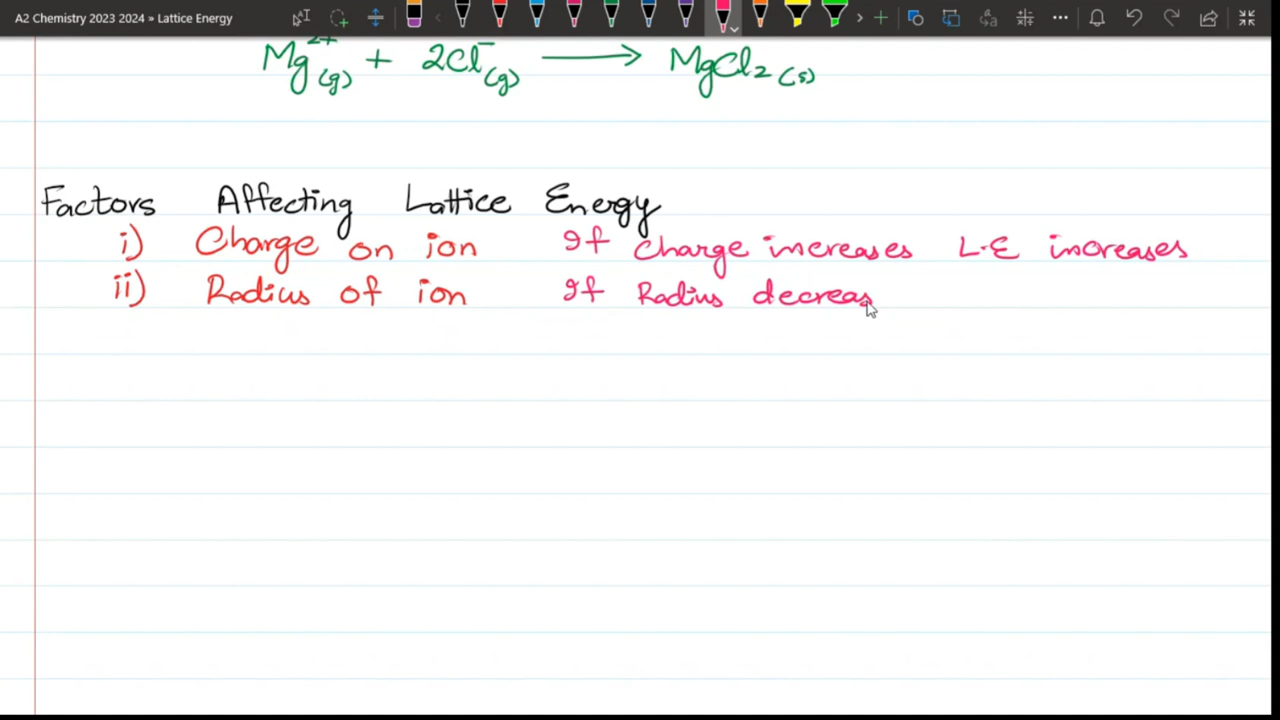 A2 Chemistry 2023 2024 » Lattice Energy
Mg²⁺(g) + 2Cl⁻(g) ⟶ MgCl₂(s)
Factors Affecting Lattice Energy
i) Charge on ion If Charge increases L.E increases
ii) Radius of ion If Radius decreas